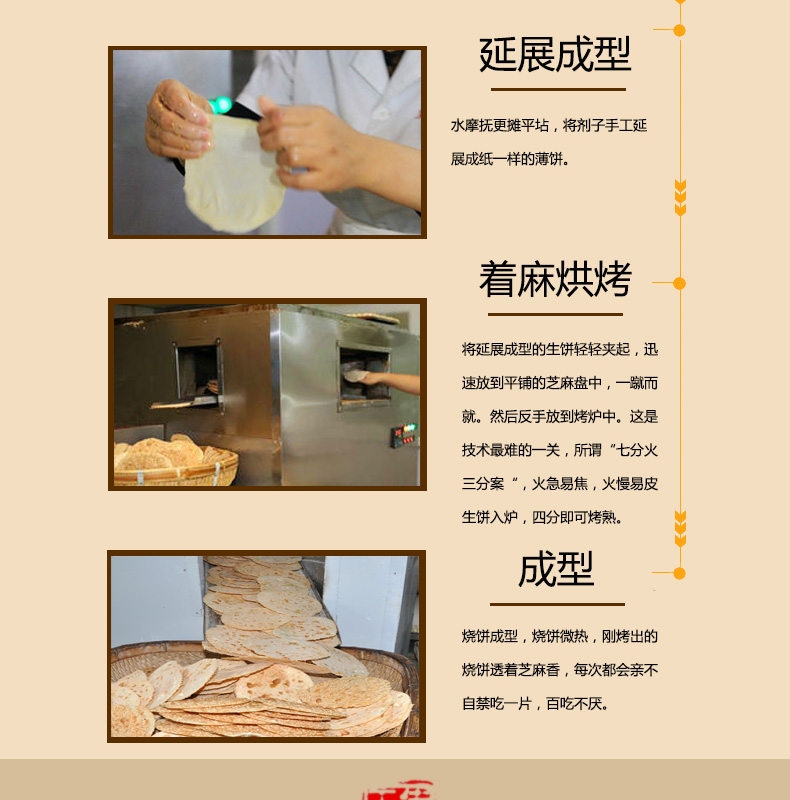 延展成型
水摩抚更摊平坫，将剂子手工延
展成纸一样的薄饼。
着麻烘烤
将延展成型的生饼轻轻夹起，迅
速放到平铺的芝麻盘中，一蹴而
就。然后反手放到烤炉中。这是
技术最难的一关，所谓“七分火
三分案“，火急易焦，火慢易皮
生饼入炉，四分即可烤熟。
成型
烧饼成型，烧饼微热，刚烤出的
烧饼透着芝麻香，每次都会亲不
自禁吃一片，百吃不厌。